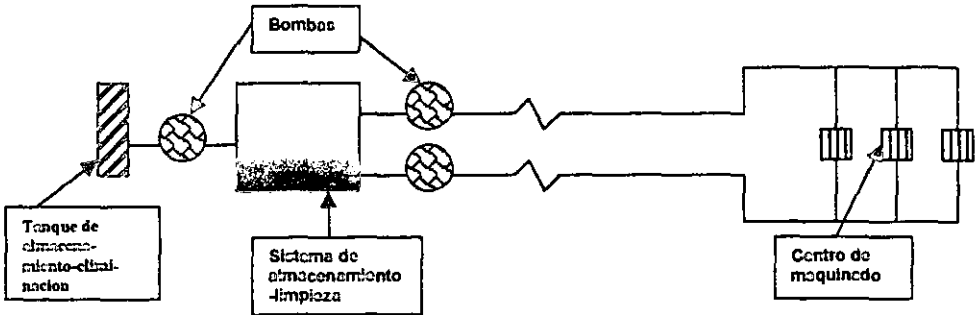 Bombas
Tanque de
almacena-
miento-elimi-
nacion
Sistema de
almacenamiento
-limpieza
Centro de
maquinado